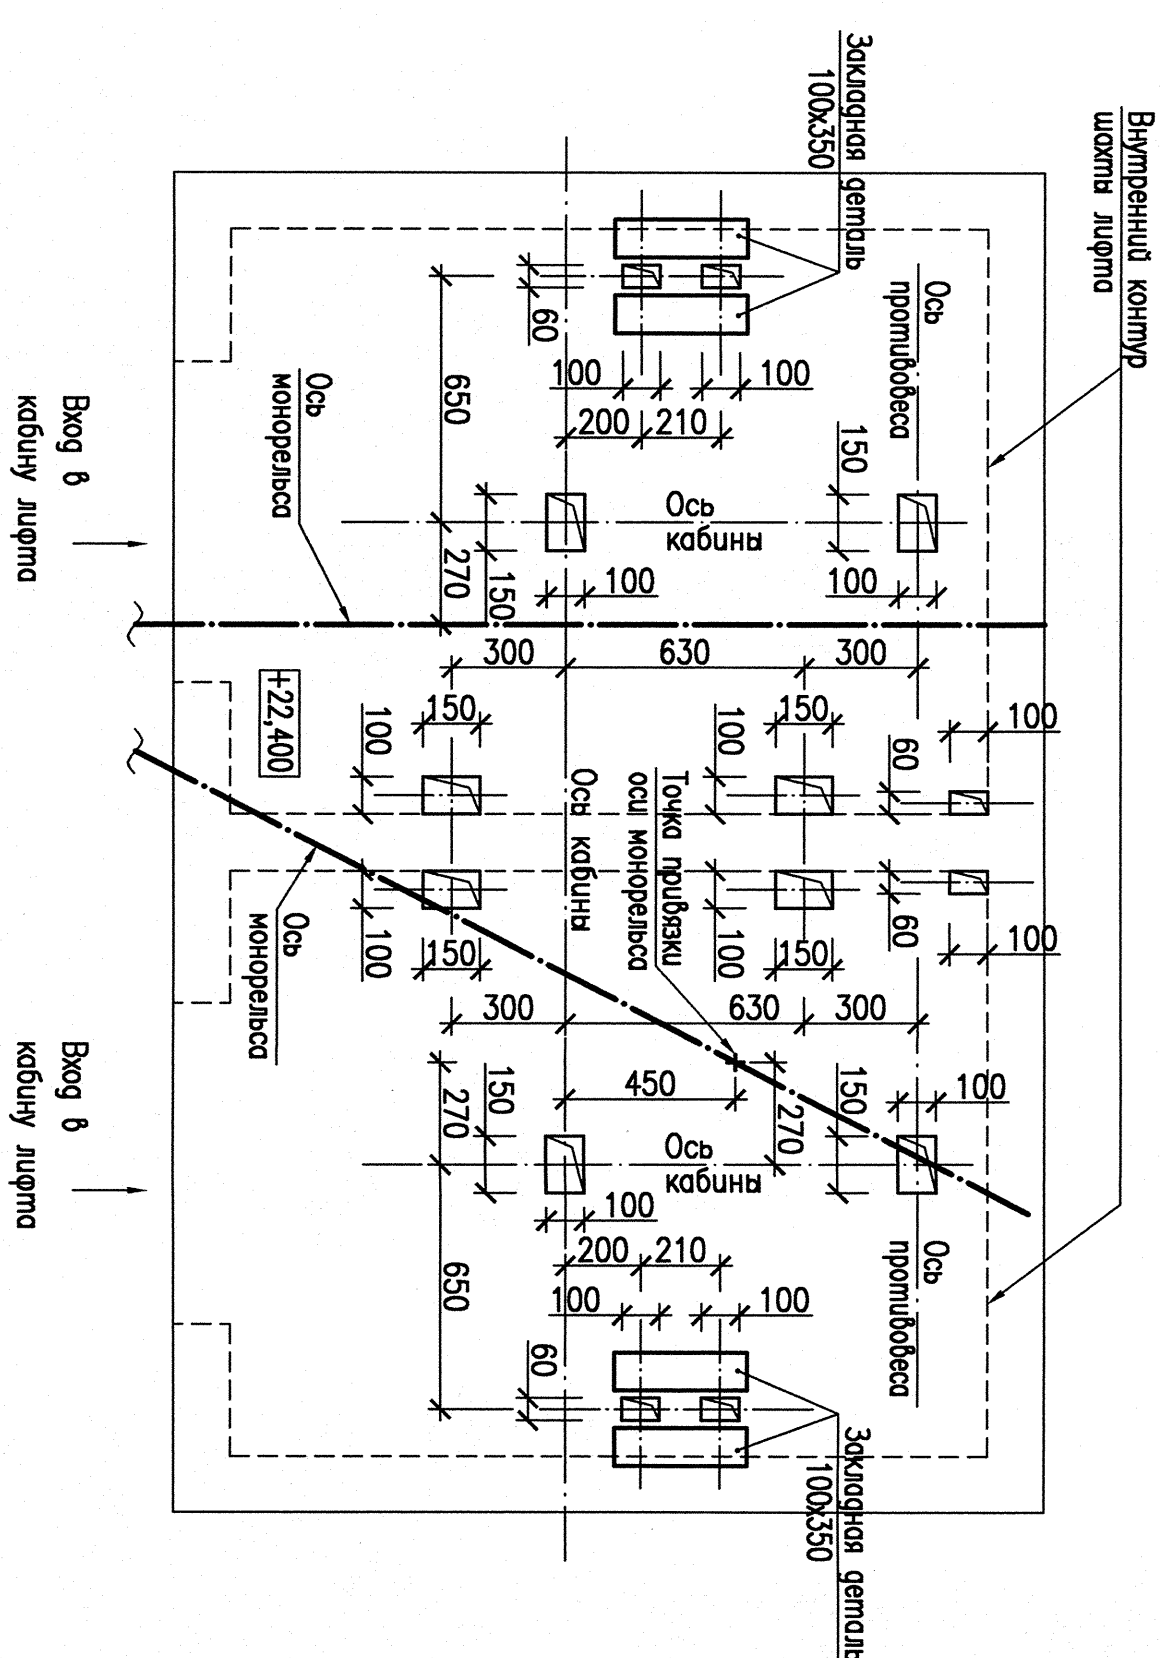 Внутренний контур
шахты лифта
Закладная деталь
100х350
Ось
противовеса
60
650
100
100
200
210
150
Ось
кабины
150
100
100
270
150
Ось
монорельса
Вход в
кабину лифта
300
630
300
+22,400
150
100
150
100
100
60
Ось кабины
Точка привязки
оси монорельса
100
150
100
150
60
100
Ось
монорельса
300
630
300
270
150
450
270
150
100
Ось
кабины
100
Вход в
кабину лифта
200
210
650
100
100
60
Ось
противовеса
Закладная деталь
100х350